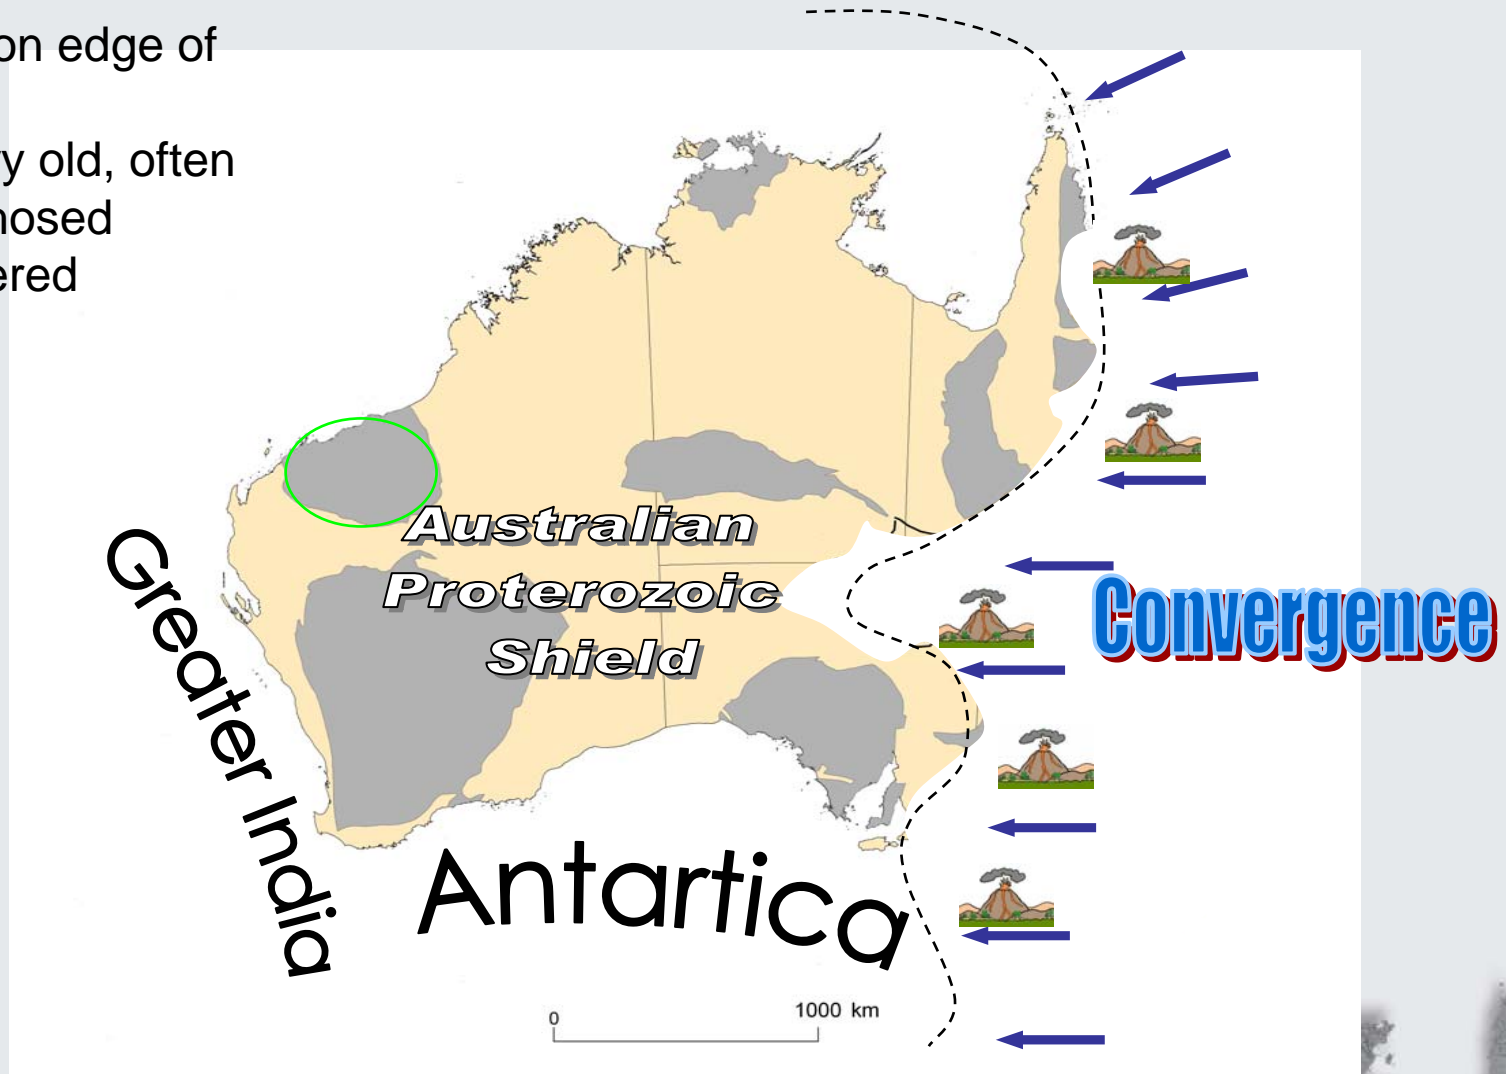 on edge of
y old, often
nosed
ered
Australian
Proterozoic
Shield
Convergence
Greater India
Antartica
0
1000 km